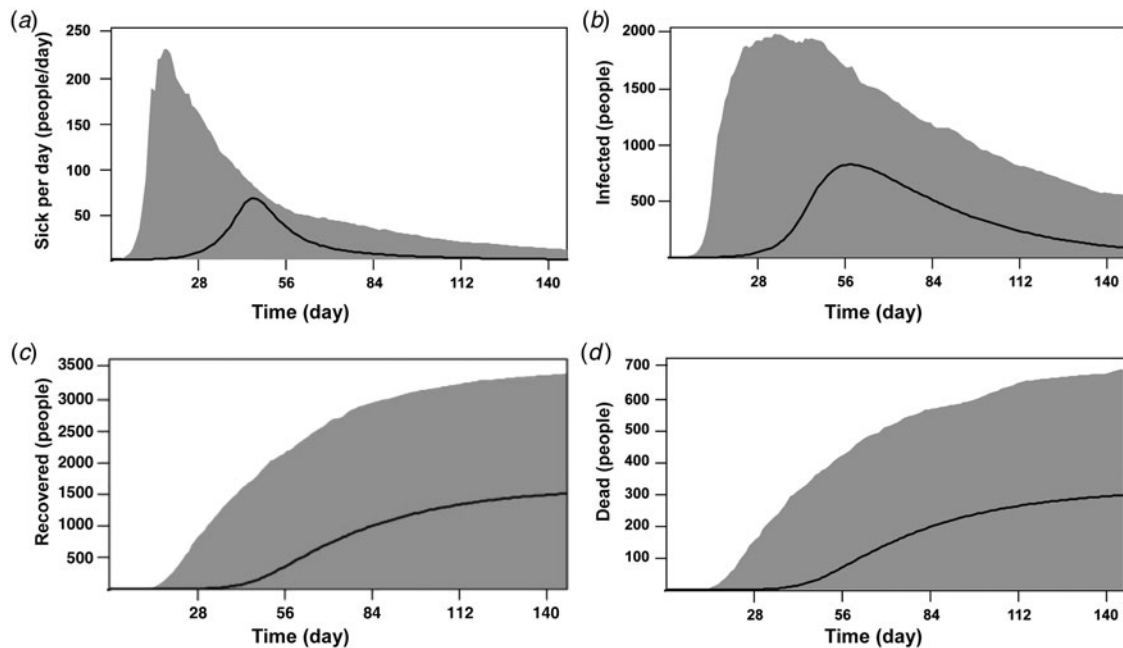 (a)
250
200
150
100
50
Sick per day (people/day)
28 56 84 112 140
Time (day)
(b)
2000
1500
1000
500
Infected (people)
28 56 84 112 140
Time (day)
(c)
3500
3000
2500
2000
1500
1000
500
Recovered (people)
28 56 84 112 140
Time (day)
(d)
700
600
500
400
300
200
100
Dead (people)
28 56 84 112 140
Time (day)